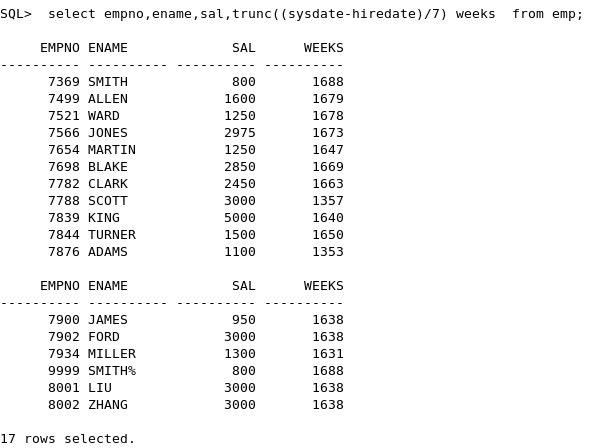 SQL>  select empno,ename,sal,trunc((sysdate-hiredate)/7) weeks  from emp;
     EMPNO ENAME             SAL      WEEKS
---------- ---------- ---------- ----------
      7369 SMITH             800       1688
      7499 ALLEN            1600       1679
      7521 WARD             1250       1678
      7566 JONES            2975       1673
      7654 MARTIN           1250       1647
      7698 BLAKE            2850       1669
      7782 CLARK            2450       1663
      7788 SCOTT            3000       1357
      7839 KING             5000       1640
      7844 TURNER           1500       1650
      7876 ADAMS            1100       1353
     EMPNO ENAME             SAL      WEEKS
---------- ---------- ---------- ----------
      7900 JAMES             950       1638
      7902 FORD             3000       1638
      7934 MILLER           1300       1631
      9999 SMITH%            800       1688
      8001 LIU              3000       1638
      8002 ZHANG            3000       1638
17 rows selected.